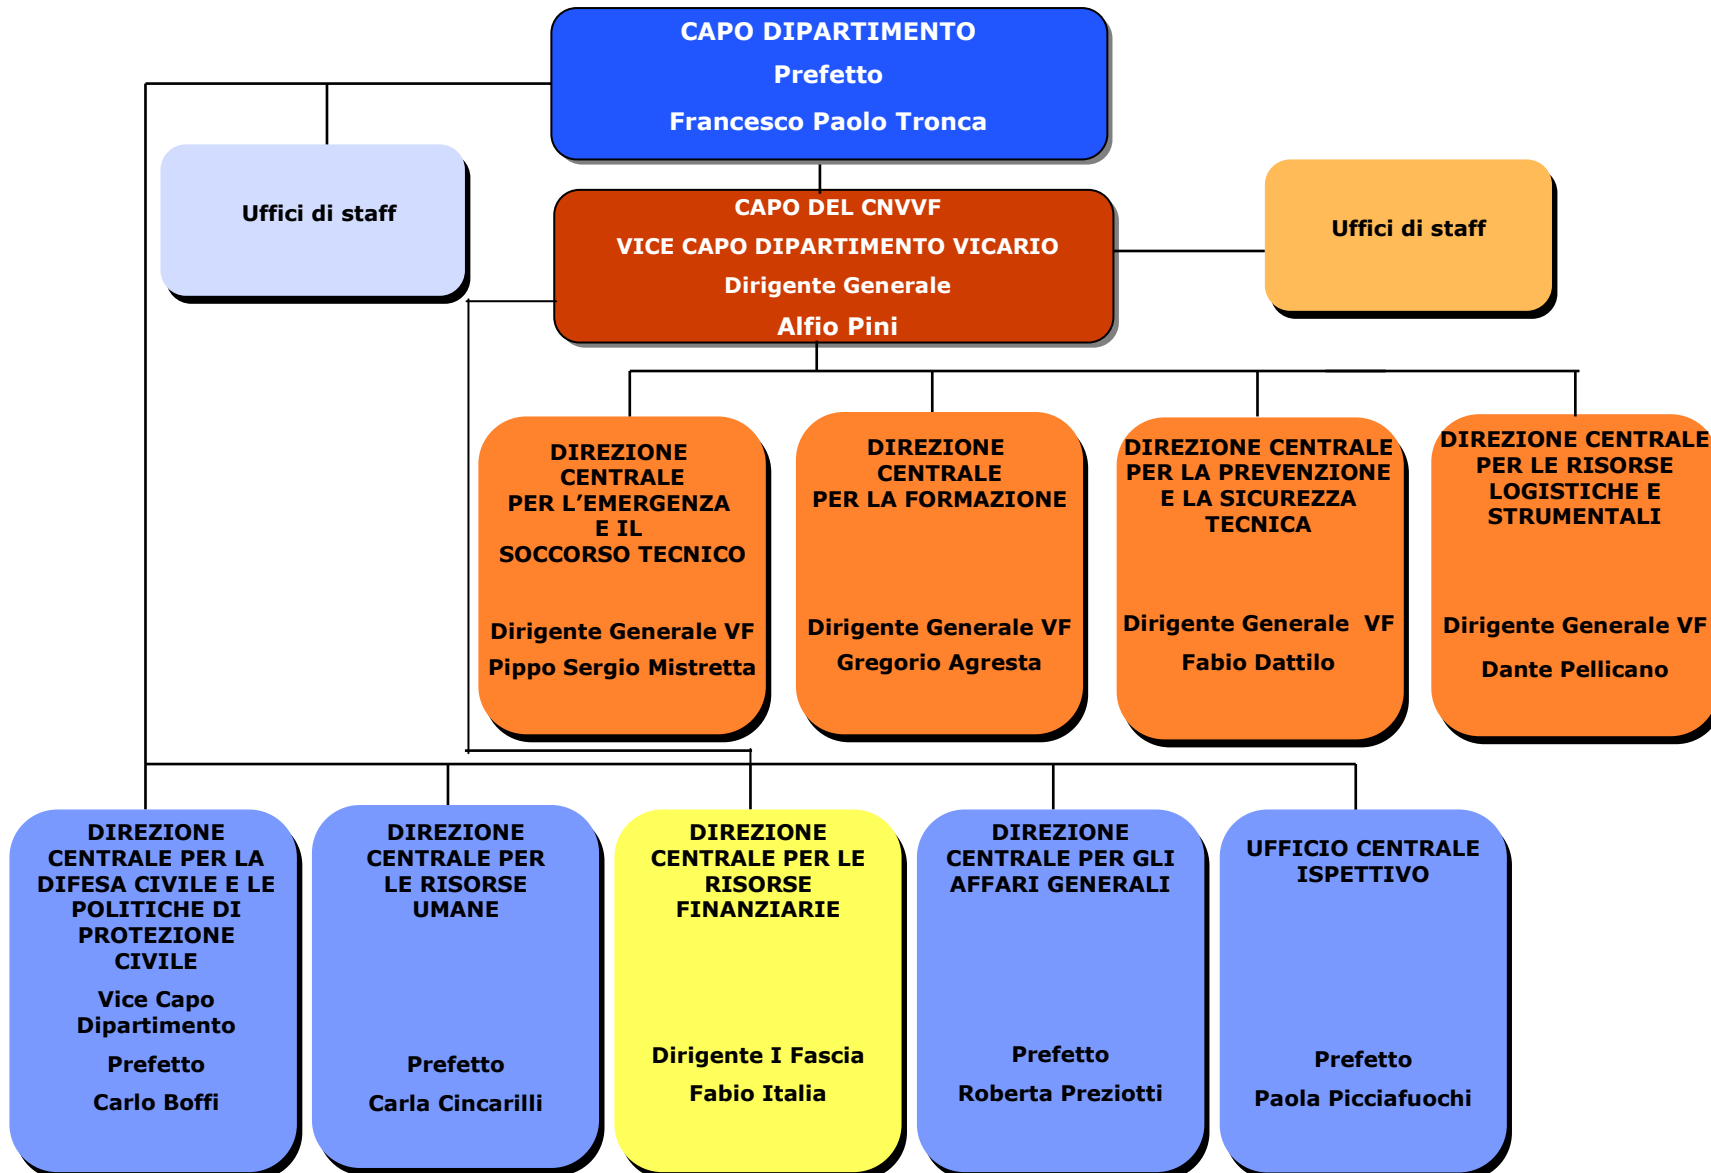 CAPO DIPARTIMENTO
Prefetto
Francesco Paolo Tronca
Uffici di staff
CAPO DEL CNVVF
VICE CAPO DIPARTIMENTO VICARIO
Dirigente Generale
Alfio Pini
Uffici di staff
DIREZIONE
CENTRALE
PER L’EMERGENZA
E IL
SOCCORSO TECNICO
Dirigente Generale VF
Pippo Sergio Mistretta
DIREZIONE
CENTRALE
PER LA FORMAZIONE
Dirigente Generale VF
Gregorio Agresta
DIREZIONE CENTRALE
PER LA PREVENZIONE
E LA SICUREZZA
TECNICA
Dirigente Generale VF
Fabio Dattilo
DIREZIONE CENTRALE
PER LE RISORSE
LOGISTICHE E
STRUMENTALI
Dirigente Generale VF
Dante Pellicano
DIREZIONE
CENTRALE PER LA
DIFESA CIVILE E LE
POLITICHE DI
PROTEZIONE
CIVILE
Vice Capo
Dipartimento
Prefetto
Carlo Boffi
DIREZIONE
CENTRALE PER
LE RISORSE
UMANE
Prefetto
Carla Cincarilli
DIREZIONE
CENTRALE PER LE
RISORSE
FINANZIARIE
Dirigente I Fascia
Fabio Italia
DIREZIONE
CENTRALE PER GLI
AFFARI GENERALI
Prefetto
Roberta Preziotti
UFFICIO CENTRALE
ISPETTIVO
Prefetto
Paola Picciafuochi